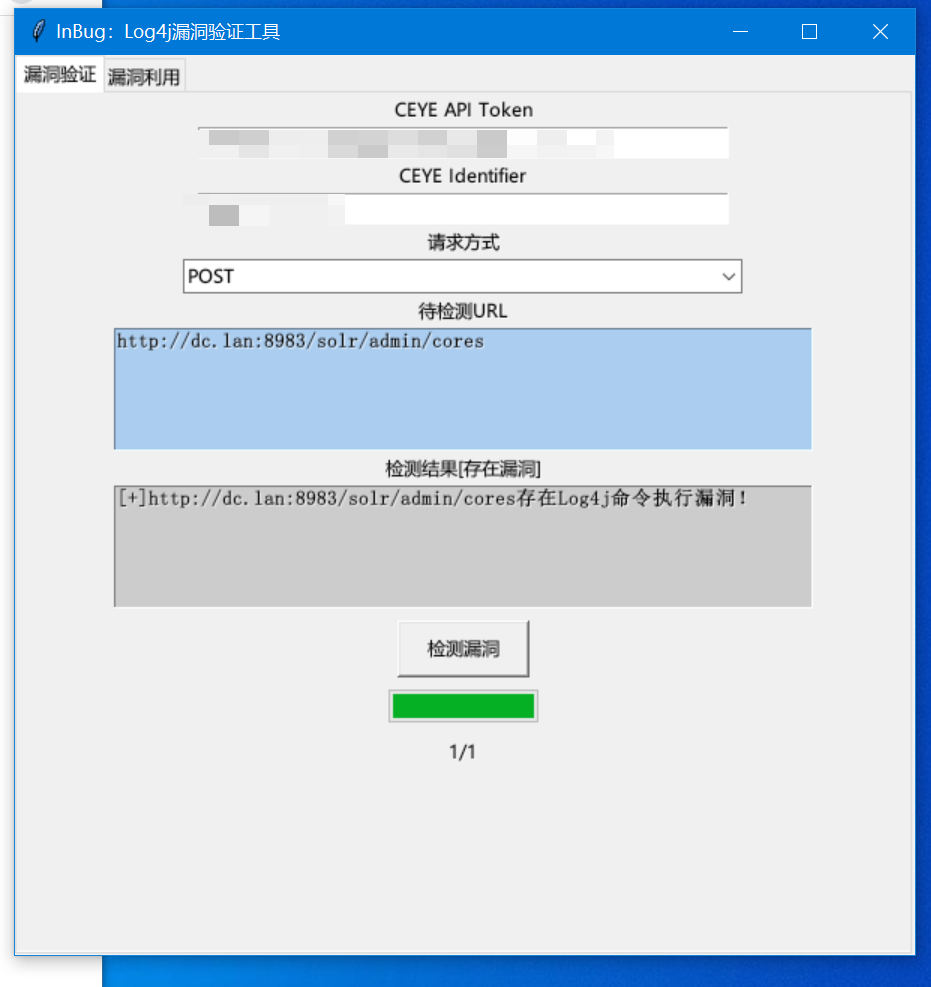 InBug：Log4j漏洞验证工具
漏洞验证 漏洞利用
CEYE API Token
CEYE Identifier
请求方式
POST
待检测URL
http://dc.lan:8983/solr/admin/cores
检测结果[存在漏洞]
[+]http://dc.lan:8983/solr/admin/cores存在Log4j命令执行漏洞！
检测漏洞
1/1